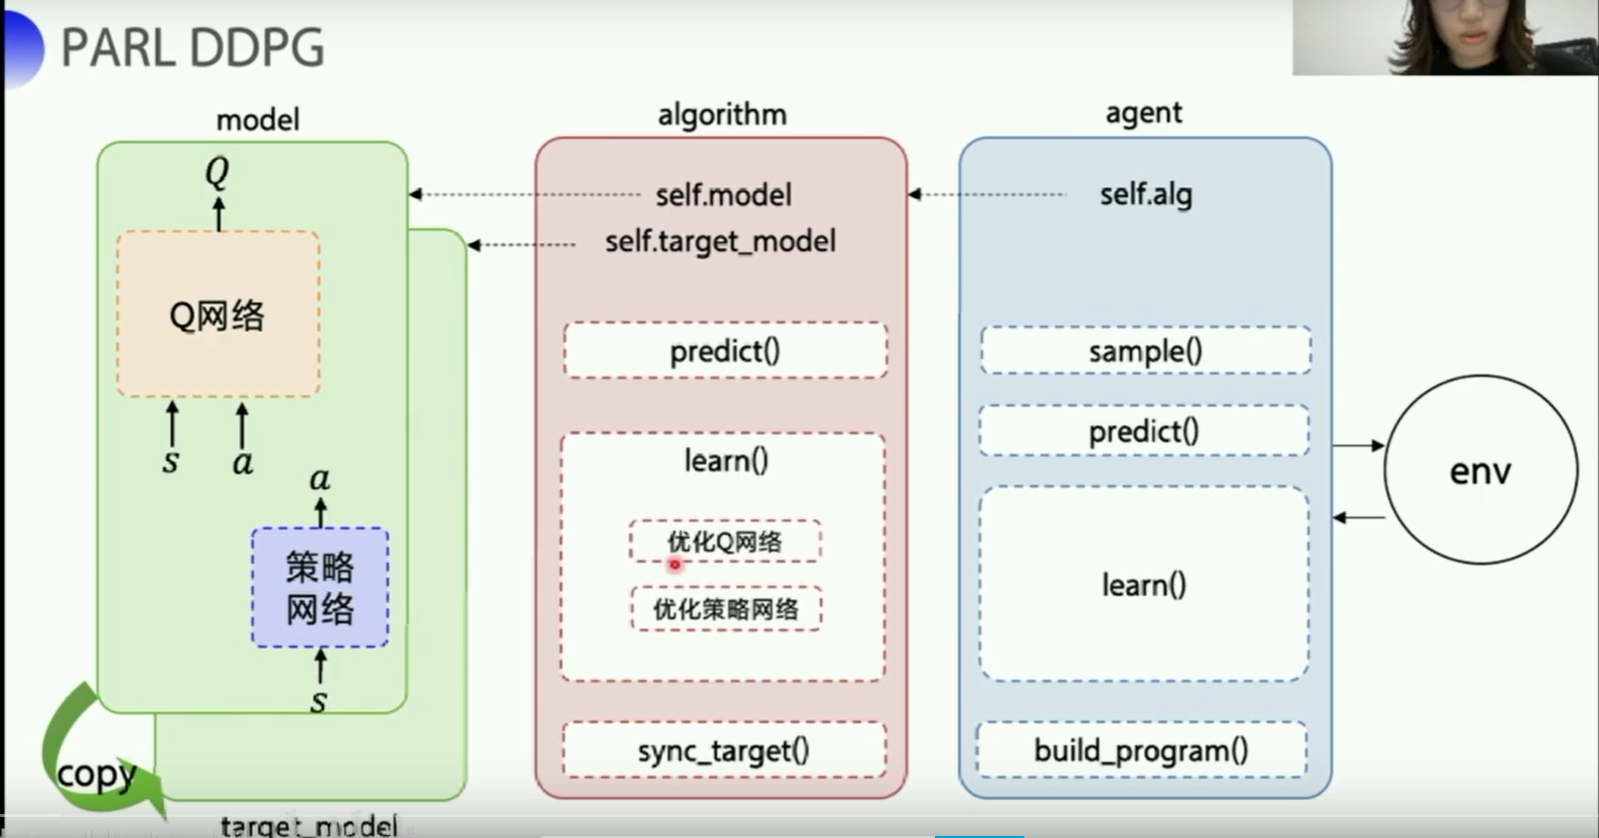 PARL DDPG
model
Q
Q网络
s a
a
策略
网络
s
copy
target_model
algorithm
self.model
self.target_model
predict()
learn()
优化Q网络
优化策略网络
sync_target()
agent
self.alg
sample()
predict()
learn()
build_program()
env